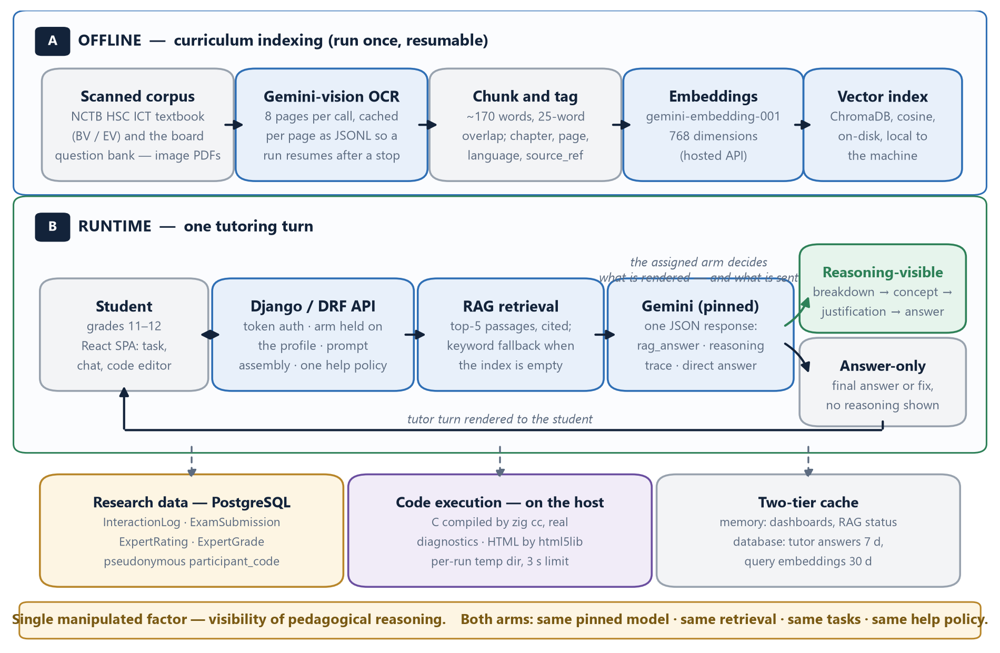 A OFFLINE — curriculum indexing (run once, resumable)
Scanned corpus
NCTB HSC ICT textbook
(BV / EV) and the board
question bank — image PDFs
Gemini-vision OCR
8 pages per call, cached
per page as JSONL so a
run resumes after a stop
Chunk and tag
~170 words, 25-word
overlap; chapter, page,
language, source_ref
Embeddings
gemini-embedding-001
768 dimensions
(hosted API)
Vector index
ChromaDB, cosine,
on-disk, local to
the machine
B RUNTIME — one tutoring turn
Student
grades 11–12
React SPA: task,
chat, code editor
Django / DRF API
token auth · arm held on
the profile · prompt
assembly · one help policy
RAG retrieval
top-5 passages, cited;
keyword fallback when
the index is empty
the assigned arm decides
what is rendered — and what is sent
Gemini (pinned)
one JSON response:
rag_answer · reasoning
trace · direct answer
Reasoning-visible
breakdown → concept →
justification → answer
Answer-only
final answer or fix,
no reasoning shown
tutor turn rendered to the student
Research data — PostgreSQL
InteractionLog · ExamSubmission
ExpertRating · ExpertGrade
pseudonymous participant_code
Code execution — on the host
C compiled by zig cc, real
diagnostics · HTML by html5lib
per-run temp dir, 3 s limit
Two-tier cache
memory: dashboards, RAG status
database: tutor answers 7 d,
query embeddings 30 d
Single manipulated factor — visibility of pedagogical reasoning. Both arms: same pinned model · same retrieval · same tasks · same help policy.